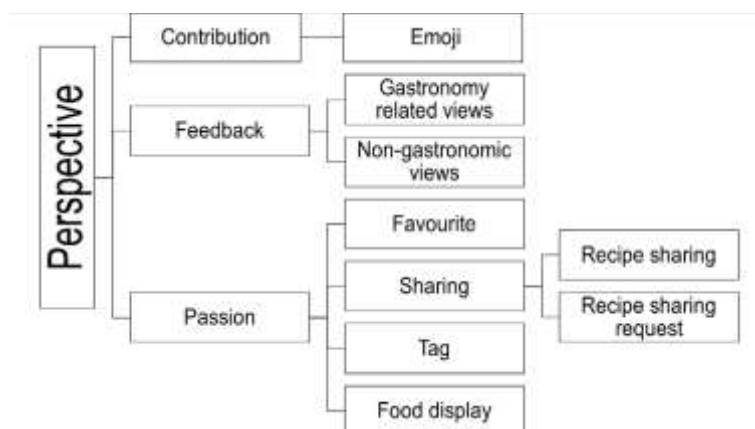 Perspective
Contribution
Emoji
Feedback
Gastronomy
related views
Non-gastronomic
views
Passion
Favourite
Sharing
Recipe sharing
Recipe sharing
request
Tag
Food display